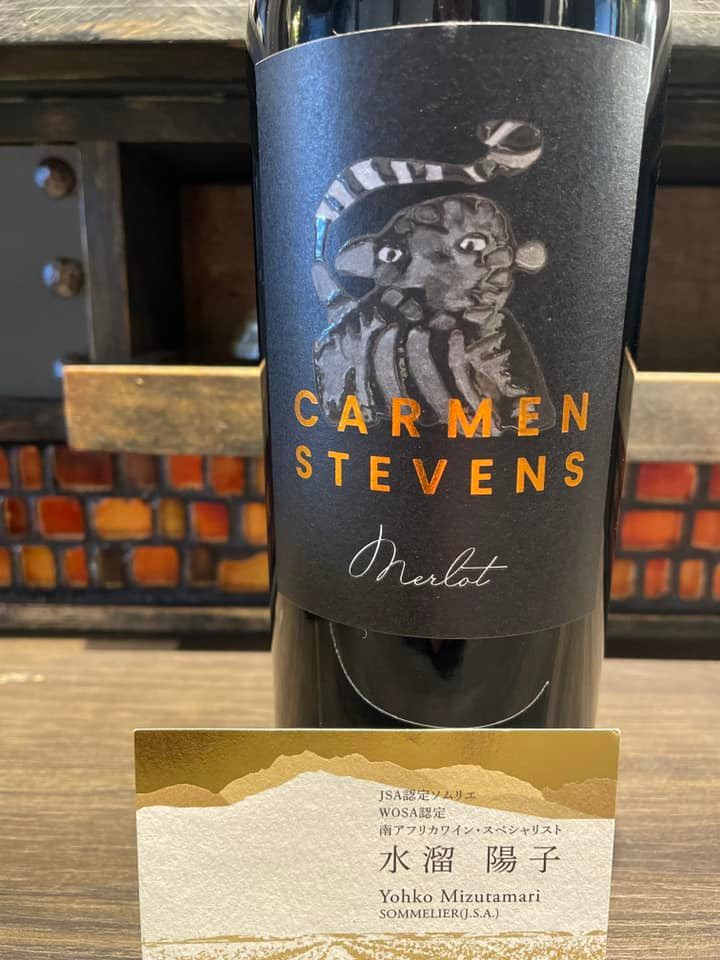 CARMEN
STEVENS
Merlot
JSA認定ソムリエ
WOSA認定
南アフリカワイン・スペシャリスト
水溜 陽子
Yohko Mizutamari
SOMMELIER(J.S.A.)